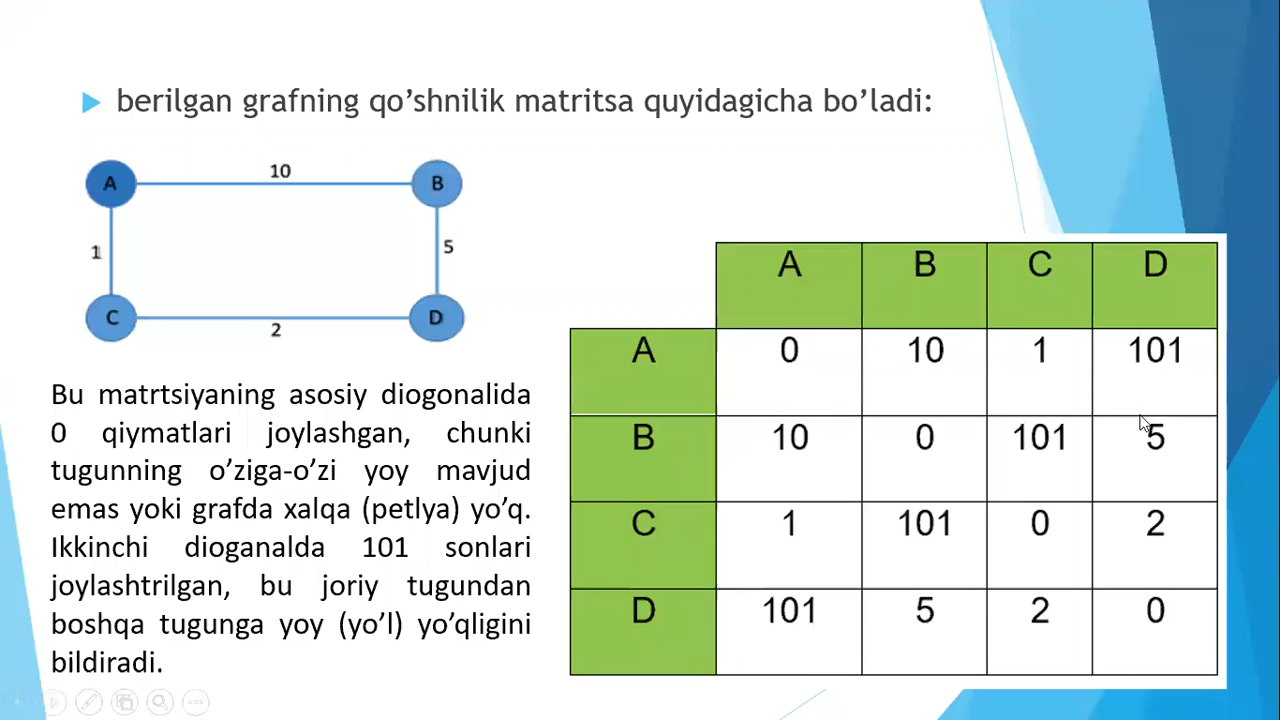 berilgan grafning qo’shnilik matritsa quyidagicha bo’ladi:
10
A B
1 5
C D
2
Bu matrtsiyaning asosiy diogonalida
0 qiymatlari joylashgan, chunki
tugunning o’ziga-o’zi yoy mavjud
emas yoki grafda xalqa (petlya) yo’q.
Ikkinchi dioganalda 101 sonlari
joylashtrilgan, bu joriy tugundan
boshqa tugunga yoy (yo’l) yo’qligini
bildiradi.
A B C D
A 0 10 1 101
B 10 0 101 5
C 1 101 0 2
D 101 5 2 0